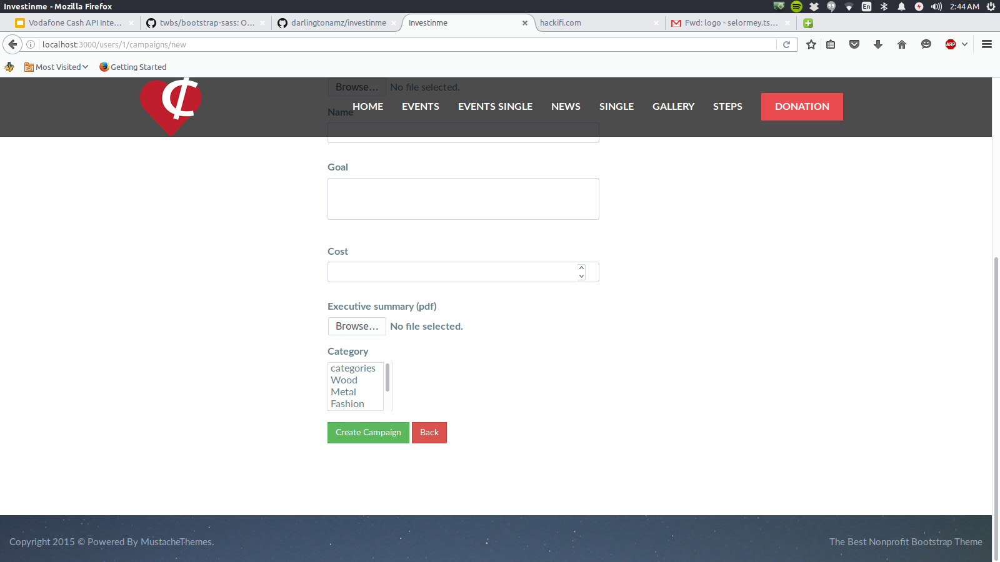 Investinme - Mozilla Firefox
En
2:44 AM
Vodafone Cash API Inte...
twbs/bootstrap-sass: O...
darlingtonamz/investinme
Investinme
hackifi.com
Fwd: logo - selormey.ts...
localhost:3000/users/1/campaigns/new
ABP
Most Visited
Getting Started
Browse... No file selected.
HOME
EVENTS
EVENTS SINGLE
NEWS
SINGLE
GALLERY
STEPS
DONATION
Name
Goal
Cost
Executive summary (pdf)
Browse... No file selected.
Category
categories
Wood
Metal
Fashion
Create Campaign
Back
Copyright 2015 © Powered By MustacheThemes.
The Best Nonprofit Bootstrap Theme